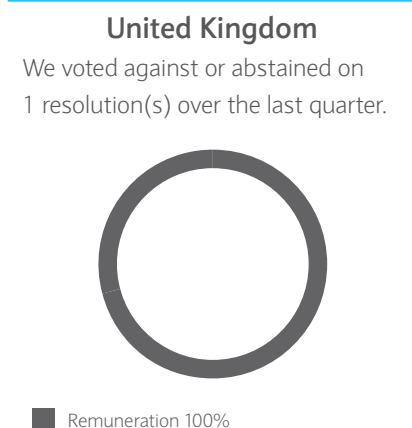 United Kingdom
We voted against or abstained on
1 resolution(s) over the last quarter.
Remuneration 100%